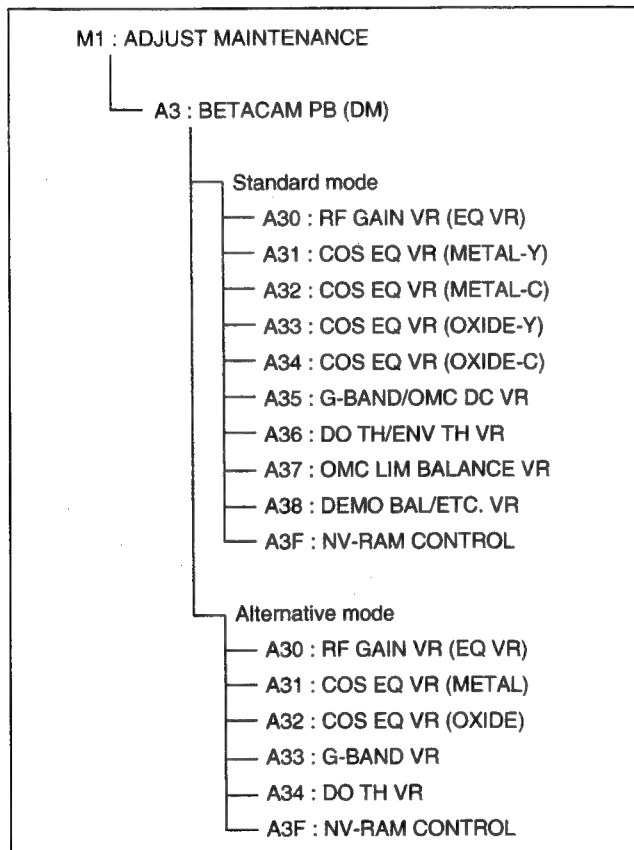 M1 : ADJUST MAINTENANCE
A3 : BETACAM PB (DM)
Standard mode
A30 : RF GAIN VR (EQ VR)
A31 : COS EQ VR (METAL-Y)
A32 : COS EQ VR (METAL-C)
A33 : COS EQ VR (OXIDE-Y)
A34 : COS EQ VR (OXIDE-C)
A35 : G-BAND/OMC DC VR
A36 : DO TH/ENV TH VR
A37 : OMC LIM BALANCE VR
A38 : DEMO BAL/ETC. VR
A3F : NV-RAM CONTROL
Alternative mode
A30 : RF GAIN VR (EQ VR)
A31 : COS EQ VR (METAL)
A32 : COS EQ VR (OXIDE)
A33 : G-BAND VR
A34 : DO TH VR
A3F : NV-RAM CONTROL